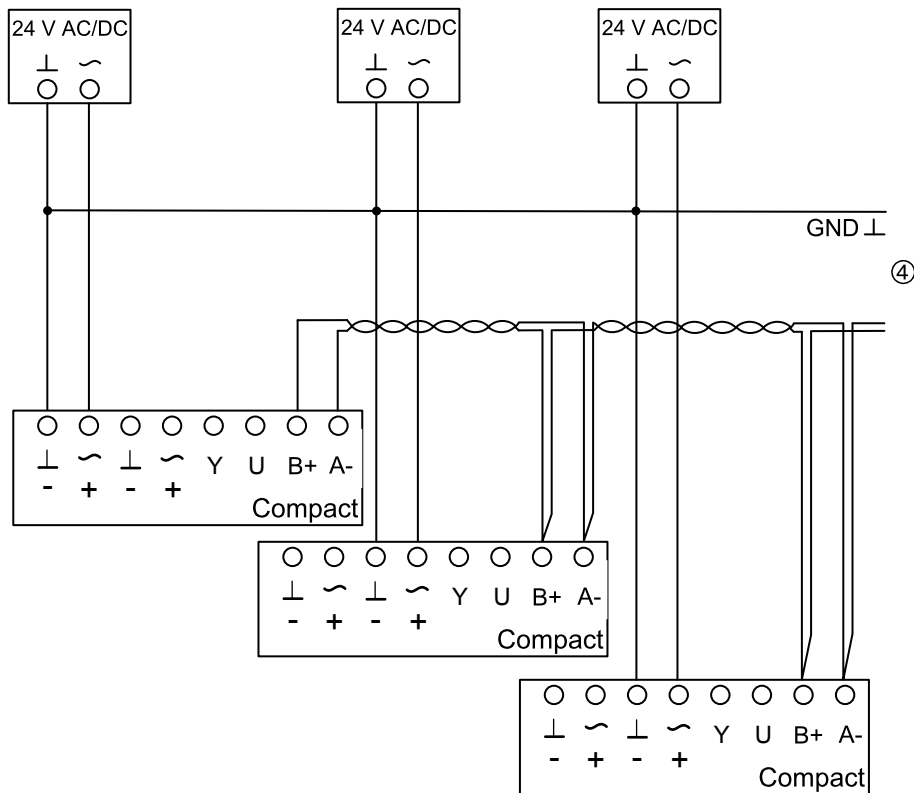 24 V AC/DC 24 V AC/DC 24 V AC/DC
⊥ ~ ⊥ ~ ⊥ ~
GND ⊥
④
⊥ ~ ⊥ ~ Y U B+ A-
- + - +
Compact
⊥ ~ ⊥ ~ Y U B+ A-
- + - +
Compact
⊥ ~ ⊥ ~ Y U B+ A-
- + - +
Compact